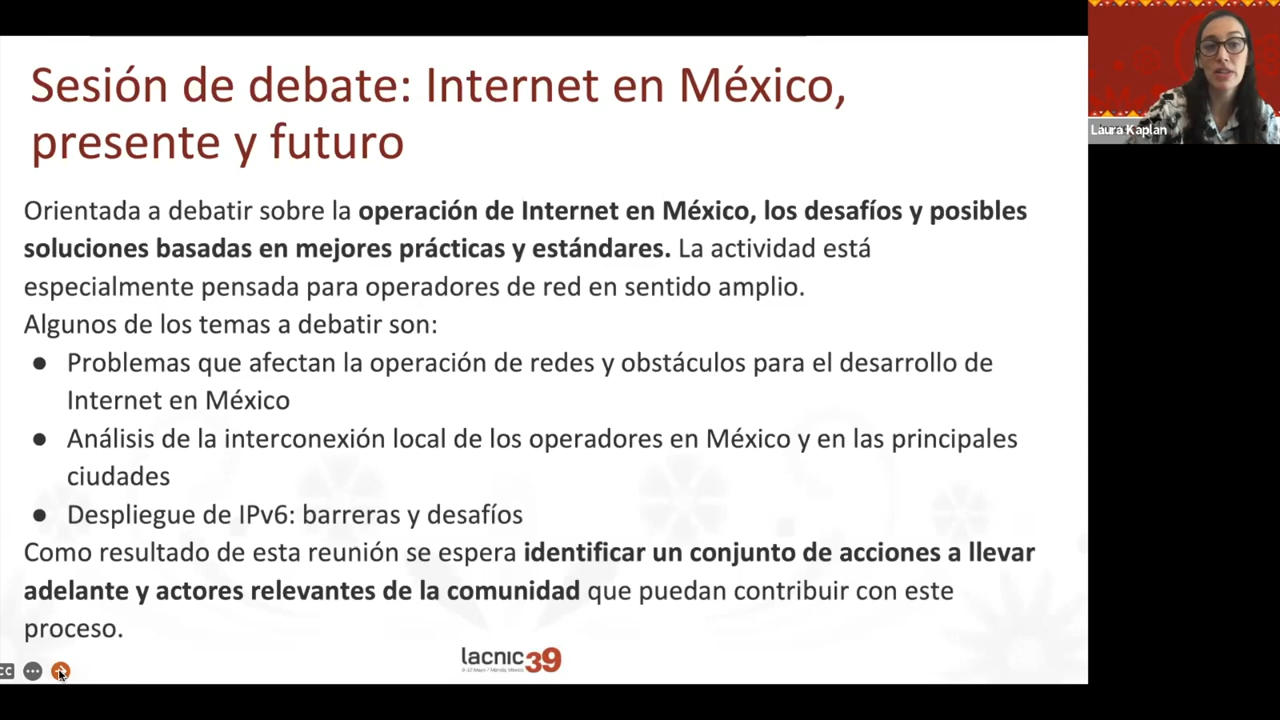 Sesión de debate: Internet en México,
presente y futuro
Laura Kaplan
Orientada a debatir sobre la operación de Internet en México, los desafíos y posibles
soluciones basadas en mejores prácticas y estándares. La actividad está
especialmente pensada para operadores de red en sentido amplio.
Algunos de los temas a debatir son:
● Problemas que afectan la operación de redes y obstáculos para el desarrollo de
Internet en México
● Análisis de la interconexión local de los operadores en México y en las principales
ciudades
● Despliegue de IPv6: barreras y desafíos
Como resultado de esta reunión se espera identificar un conjunto de acciones a llevar
adelante y actores relevantes de la comunidad que puedan contribuir con este
proceso.
CC
lacnic39